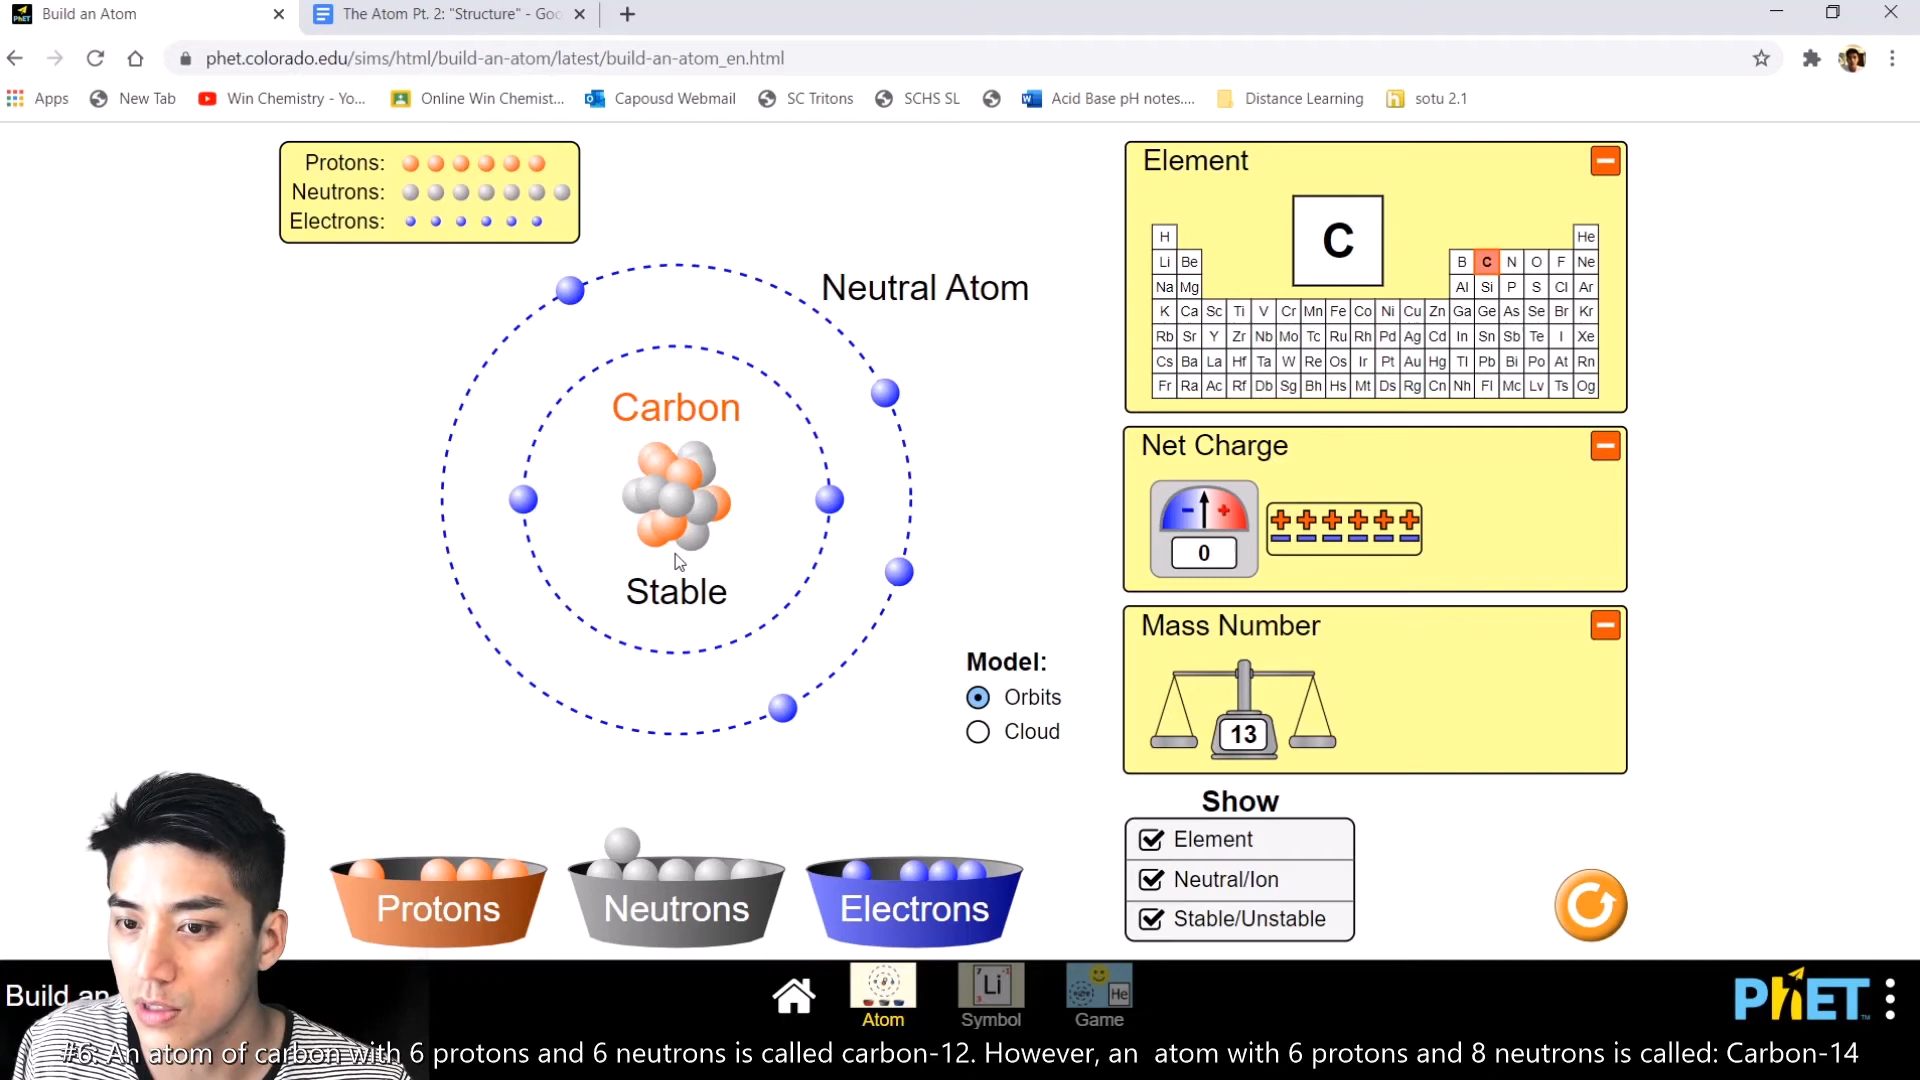 Build an Atom
The Atom Pt. 2: "Structure" - Goo
phet.colorado.edu/sims/html/build-an-atom/latest/build-an-atom_en.html
Apps New Tab Win Chemistry - Yo... Online Win Chemist... Capousd Webmail SC Tritons SCHS SL Acid Base pH notes.... Distance Learning sotu 2.1
Protons:
Neutrons:
Electrons:
Neutral Atom
Carbon
Stable
Model:
Orbits
Cloud
Element
C
H He
Li Be B C N O F Ne
Na Mg Al Si P S Cl Ar
K Ca Sc Ti V Cr Mn Fe Co Ni Cu Zn Ga Ge As Se Br Kr
Rb Sr Y Zr Nb Mo Tc Ru Rh Pd Ag Cd In Sn Sb Te I Xe
Cs Ba La Hf Ta W Re Os Ir Pt Au Hg Tl Pb Bi Po At Rn
Fr Ra Ac Rf Db Sg Bh Hs Mt Ds Rg Cn Nh Fl Mc Lv Ts Og
Net Charge
- +
0
Mass Number
13
Show
Element
Neutral/Ion
Stable/Unstable
Protons
Neutrons
Electrons
Build an
Atom
7 -1
Li
3
Symbol
He
Game
PhET
#6: An atom of carbon with 6 protons and 6 neutrons is called carbon-12. However, an atom with 6 protons and 8 neutrons is called: Carbon-14